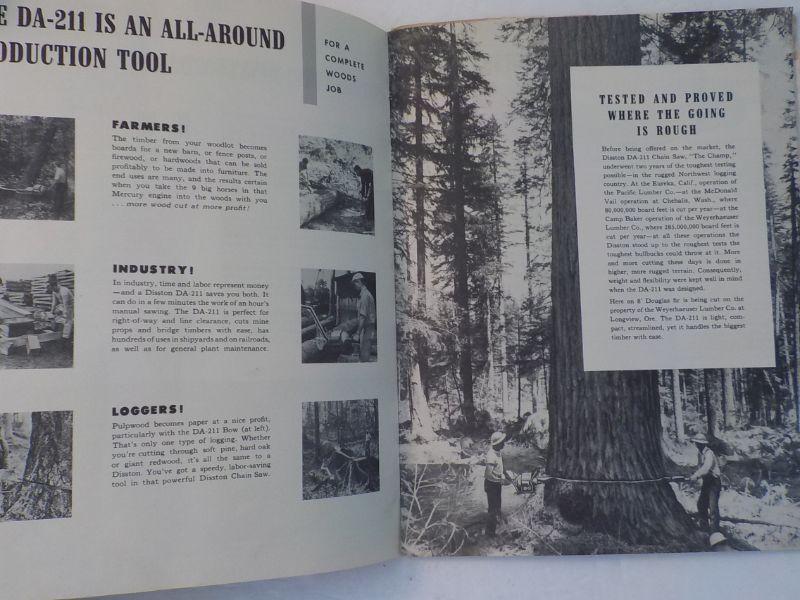 E DA-211 IS AN ALL-AROUND
ODUCTION TOOL
FOR A
COMPLETE
WOODS
JOB
FARMERS!
The timber from your woodlot becomes
boards for a new barn, or fence posts, or
firewood, or hardwoods that can be sold
profitably to be made into furniture. The
end uses are many, and the results certain
when you take the 9 big horses in that
Mercury engine into the woods with you
. . . more wood cut at more profit!
INDUSTRY!
In industry, time and labor represent money
—and a Disston DA-211 saves you both. It
can do in a few minutes the work of an hour's
manual sawing. The DA-211 is perfect for
right-of-way and line clearance, cuts mine
props and bridge timbers with ease, has
hundreds of uses in shipyards and on railroads,
as well as for general plant maintenance.
LOGGERS!
Pulpwood becomes paper at a nice profit,
particularly with the DA-211 Bow (at left).
That's only one type of logging. Whether
you're cutting through soft pine, hard oak
or giant redwood, it's all the same to a
Disston. You've got a speedy, labor-saving
tool in that powerful Disston Chain Saw.
TESTED AND PROVED
WHERE THE GOING
IS ROUGH
Before being offered on the market, the
Disston DA-211 Chain Saw, "The Champ,"
underwent two years of the toughest testing
possible—in the rugged Northwest logging
country. At the Eureka, Calif., operation of
the Pacific Lumber Co.—at the McDonald
Vail operation at Chehalis, Wash., where
80,000,000 board feet is cut per year—at the
Camp Baker operation of the Weyerhaeuser
Lumber Co., where 285,000,000 board feet is
cut per year—at all these operations the
Disston stood up to the roughest tests the
toughest bullbucks could throw at it. More
and more cutting these days is done in
higher, more rugged terrain. Consequently,
weight and flexibility were kept well in mind
when the DA-211 was designed.
Here an 8' Douglas fir is being cut on the
property of the Weyerhaeuser Lumber Co. at
Longview, Ore. The DA-211 is light, com-
pact, streamlined, yet it handles the biggest
timber with ease.